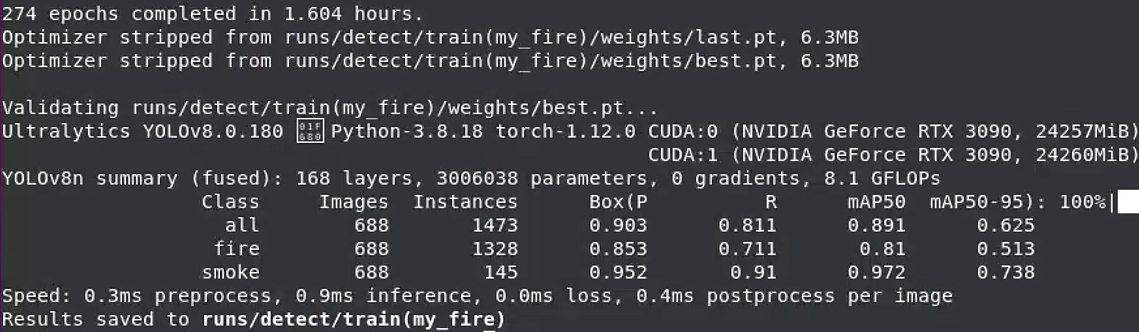 274 epochs completed in 1.604 hours.
Optimizer stripped from runs/detect/train(my_fire)/weights/last.pt, 6.3MB
Optimizer stripped from runs/detect/train(my_fire)/weights/best.pt, 6.3MB
Validating runs/detect/train(my_fire)/weights/best.pt...
Ultralytics YOLOv8.0.180 🚀 Python-3.8.18 torch-1.12.0 CUDA:0 (NVIDIA GeForce RTX 3090, 24257MiB)
CUDA:1 (NVIDIA GeForce RTX 3090, 24260MiB)
YOLOv8n summary (fused): 168 layers, 3006038 parameters, 0 gradients, 8.1 GFLOPs
Class Images Instances Box(P R mAP50 mAP50-95): 100%|
all 688 1473 0.903 0.811 0.891 0.625
fire 688 1328 0.853 0.711 0.81 0.513
smoke 688 145 0.952 0.91 0.972 0.738
Speed: 0.3ms preprocess, 0.9ms inference, 0.0ms loss, 0.4ms postprocess per image
Results saved to runs/detect/train(my_fire)